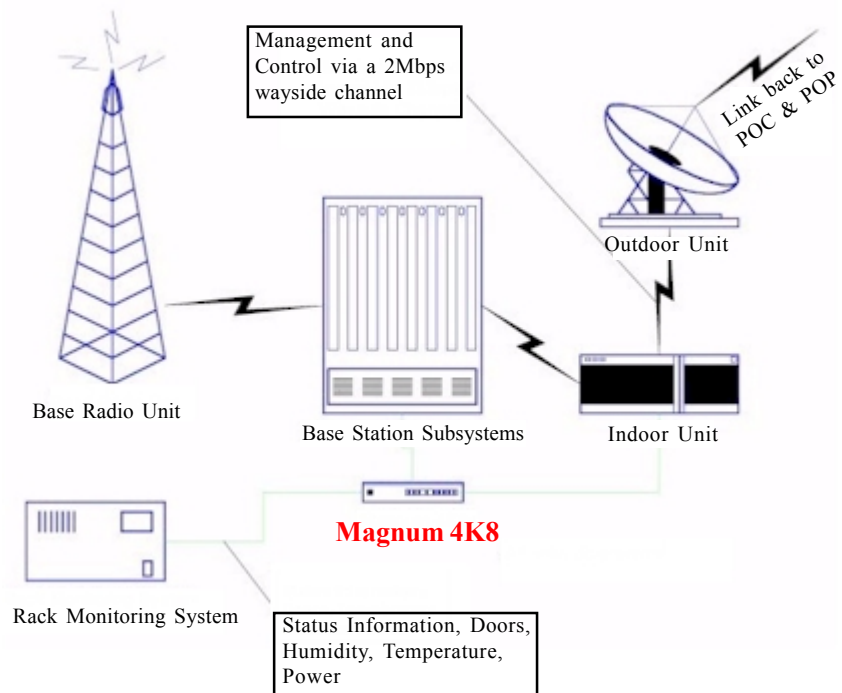 Management and
Control via a 2Mbps
wayside channel
Link back to
POC & POP
Outdoor Unit
Base Radio Unit
Base Station Subsystems
Indoor Unit
Magnum 4K8
Rack Monitoring System
Status Information, Doors,
Humidity, Temperature,
Power